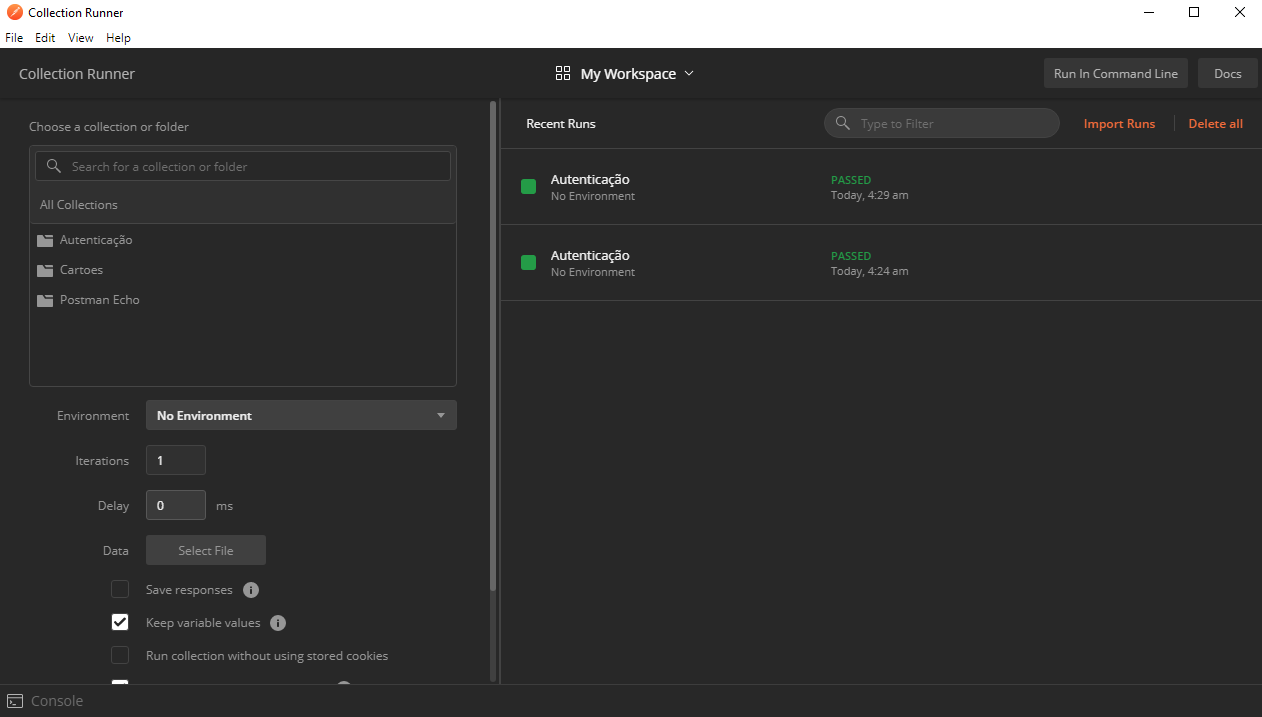 Collection Runner
File Edit View Help
Collection Runner
My Workspace
Run In Command Line
Docs
Choose a collection or folder
Search for a collection or folder
All Collections
Autenticação
Cartoes
Postman Echo
Environment No Environment
Iterations 1
Delay 0 ms
Data Select File
Save responses
Keep variable values
Run collection without using stored cookies
Recent Runs
Type to Filter
Import Runs
Delete all
Autenticação PASSED
No Environment Today, 4:29 am
Autenticação PASSED
No Environment Today, 4:24 am
Console